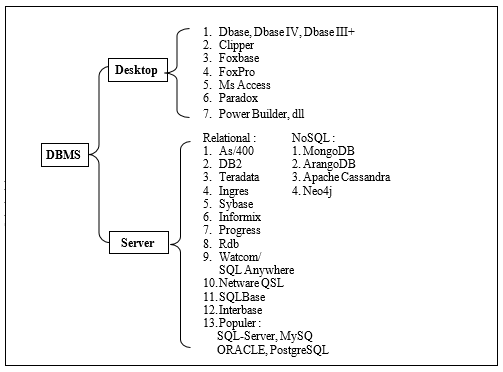 DBMS
Desktop
1. Dbase, Dbase IV, Dbase III+
2. Clipper
3. Foxbase
4. FoxPro
5. Ms Access
6. Paradox
7. Power Builder, dll
Server
Relational :
1. As/400
2. DB2
3. Teradata
4. Ingres
5. Sybase
6. Informix
7. Progress
8. Rdb
9. Watcom/
SQL Anywhere
10. Netware QSL
11. SQLBase
12. Interbase
13. Populer :
SQL-Server, MySQ
ORACLE, PostgreSQL
NoSQL :
1. MongoDB
2. ArangoDB
3. Apache Cassandra
4. Neo4j